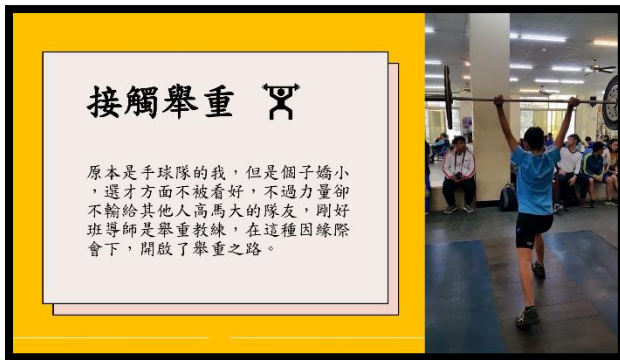 接觸舉重
原本是手球隊的我，但是個子嬌小
，選才方面不被看好，不過力量卻
不輸給其他人高馬大的隊友，剛好
班導師是舉重教練，在這種因緣際
會下，開啟了舉重之路。